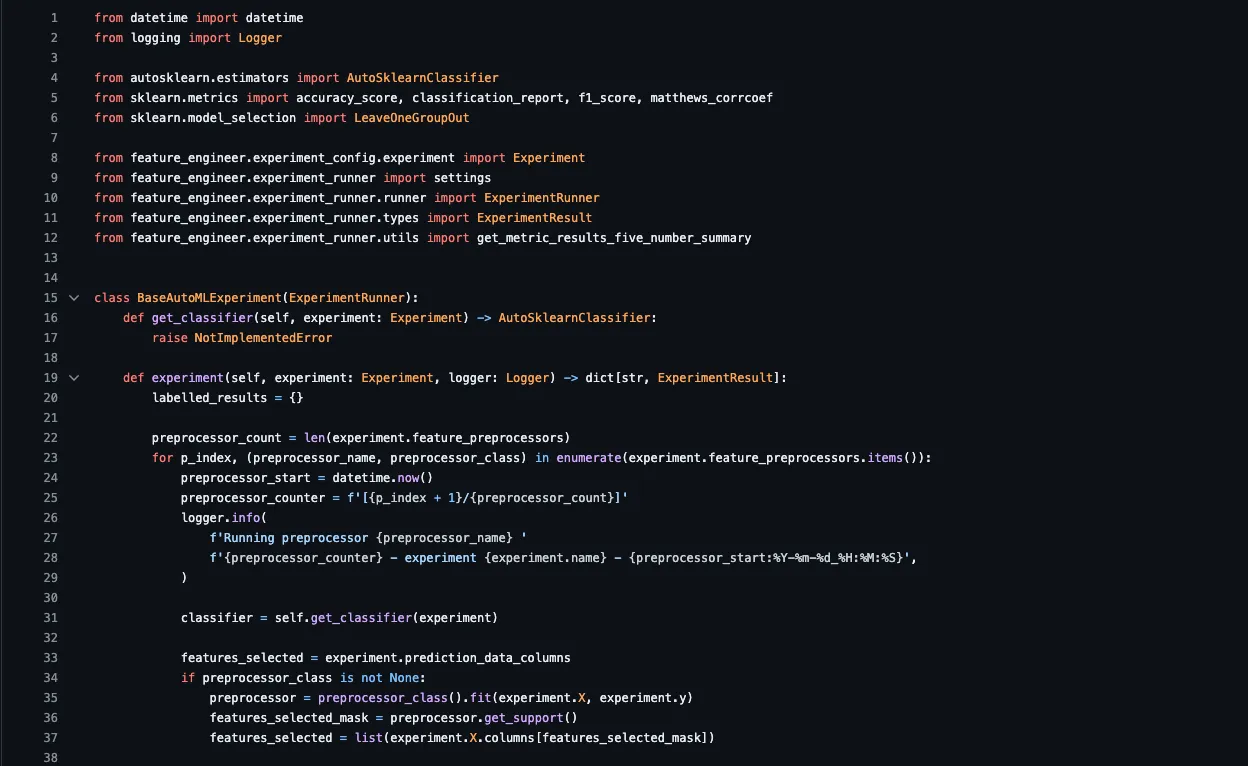 1 from datetime import datetime
2 from logging import Logger
3
4 from autosklearn.estimators import AutoSklearnClassifier
5 from sklearn.metrics import accuracy_score, classification_report, f1_score, matthews_corrcoef
6 from sklearn.model_selection import LeaveOneGroupOut
7
8 from feature_engineer.experiment_config.experiment import Experiment
9 from feature_engineer.experiment_runner import settings
10 from feature_engineer.experiment_runner.runner import ExperimentRunner
11 from feature_engineer.experiment_runner.types import ExperimentResult
12 from feature_engineer.experiment_runner.utils import get_metric_results_five_number_summary
13
14
15 class BaseAutoMLExperiment(ExperimentRunner):
16     def get_classifier(self, experiment: Experiment) -> AutoSklearnClassifier:
17         raise NotImplementedError
18
19     def experiment(self, experiment: Experiment, logger: Logger) -> dict[str, ExperimentResult]:
20         labelled_results = {}
21
22         preprocessor_count = len(experiment.feature_preprocessors)
23         for p_index, (preprocessor_name, preprocessor_class) in enumerate(experiment.feature_preprocessors.items()):
24             preprocessor_start = datetime.now()
25             preprocessor_counter = f'[{p_index + 1}/{preprocessor_count}]'
26             logger.info(
27                 f'Running preprocessor {preprocessor_name} '
28                 f'{preprocessor_counter} - experiment {experiment.name} - {preprocessor_start:%Y-%m-%d_%H:%M:%S}',
29             )
30
31             classifier = self.get_classifier(experiment)
32
33             features_selected = experiment.prediction_data_columns
34             if preprocessor_class is not None:
35                 preprocessor = preprocessor_class().fit(experiment.X, experiment.y)
36                 features_selected_mask = preprocessor.get_support()
37                 features_selected = list(experiment.X.columns[features_selected_mask])
38